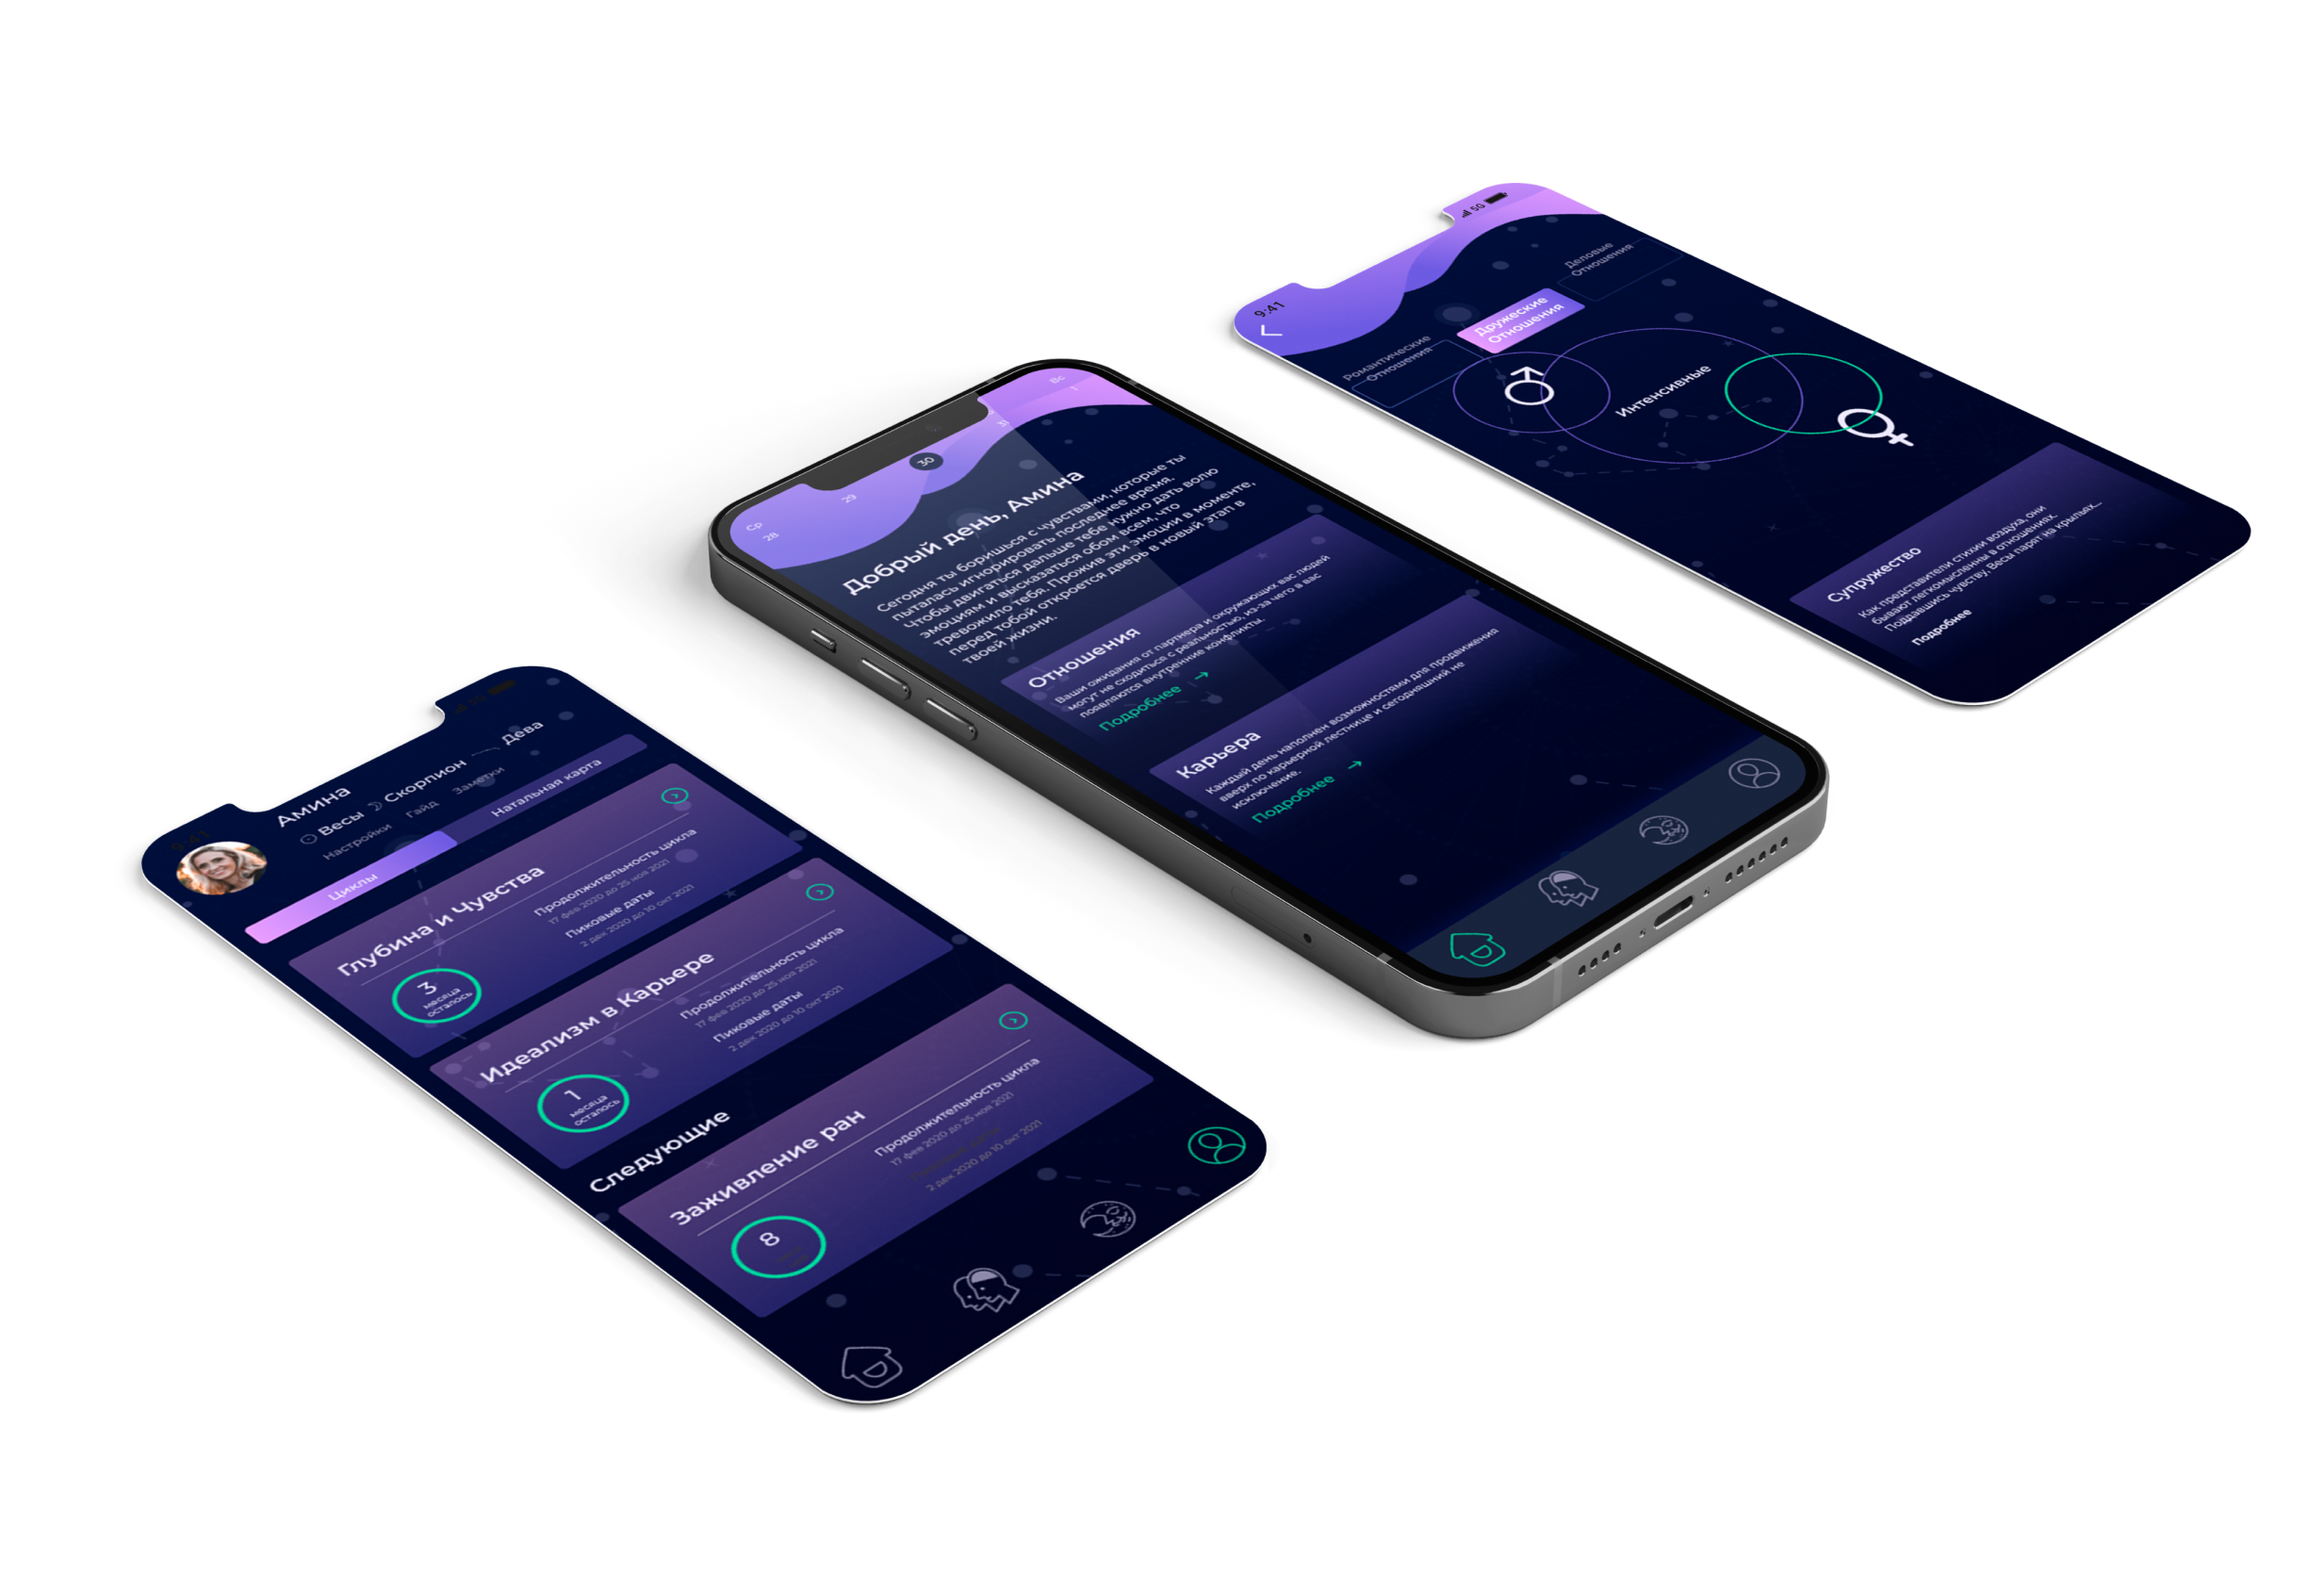 9:41
Амина
Весы Скорпион Дева
Настройки Гайд Заметки
Циклы Натальная карта
Глубина и Чувства
3
месяца
осталось
Продолжительность цикла
17 фев 2020 до 25 ноя 2021
Пиковые даты
2 дек 2020 до 10 окт 2021
Идеализм в Карьере
1
месяца
осталось
Продолжительность цикла
17 фев 2020 до 25 ноя 2021
Пиковые даты
2 дек 2020 до 10 окт 2021
Следующие
Заживление ран
8
Продолжительность цикла
17 фев 2020 до 25 ноя 2021
2 дек 2020 до 10 окт 2021
Ср Вс
28 29 30 31 1
Добрый день, Амина
Сегодня ты боришься с чувствами, которые ты
пыталась игнорировать последнее время.
Чтобы двигаться дальше тебе нужно дать волю
эмоциям и высказаться обом всем, что
тревожило тебя. Прожив эти эмоции в моменте,
перед тобой откроется дверь в новый этап в
твоей жизни.
Отношения
Ваши ожидания от партнера и окружающих вас людей
могут не сходиться с реальностью, из-за чего в вас
появляются внутренние конфликты.
Подробнее →
Карьера
Каждый день наполнен возможностями для продвижения
вверх по карьерной лестнице и сегодняшний не
исключение.
Подробнее →
9:41 5G
Романтические
Отношения
Дружеские
Отношения
Деловые
Отношения
Интенсивные
Супружество
Как представители стихии воздуха, они
бывают легкомысленны в отношениях.
Поддавшись чувству, Весы парят на крыльях...
Подробнее